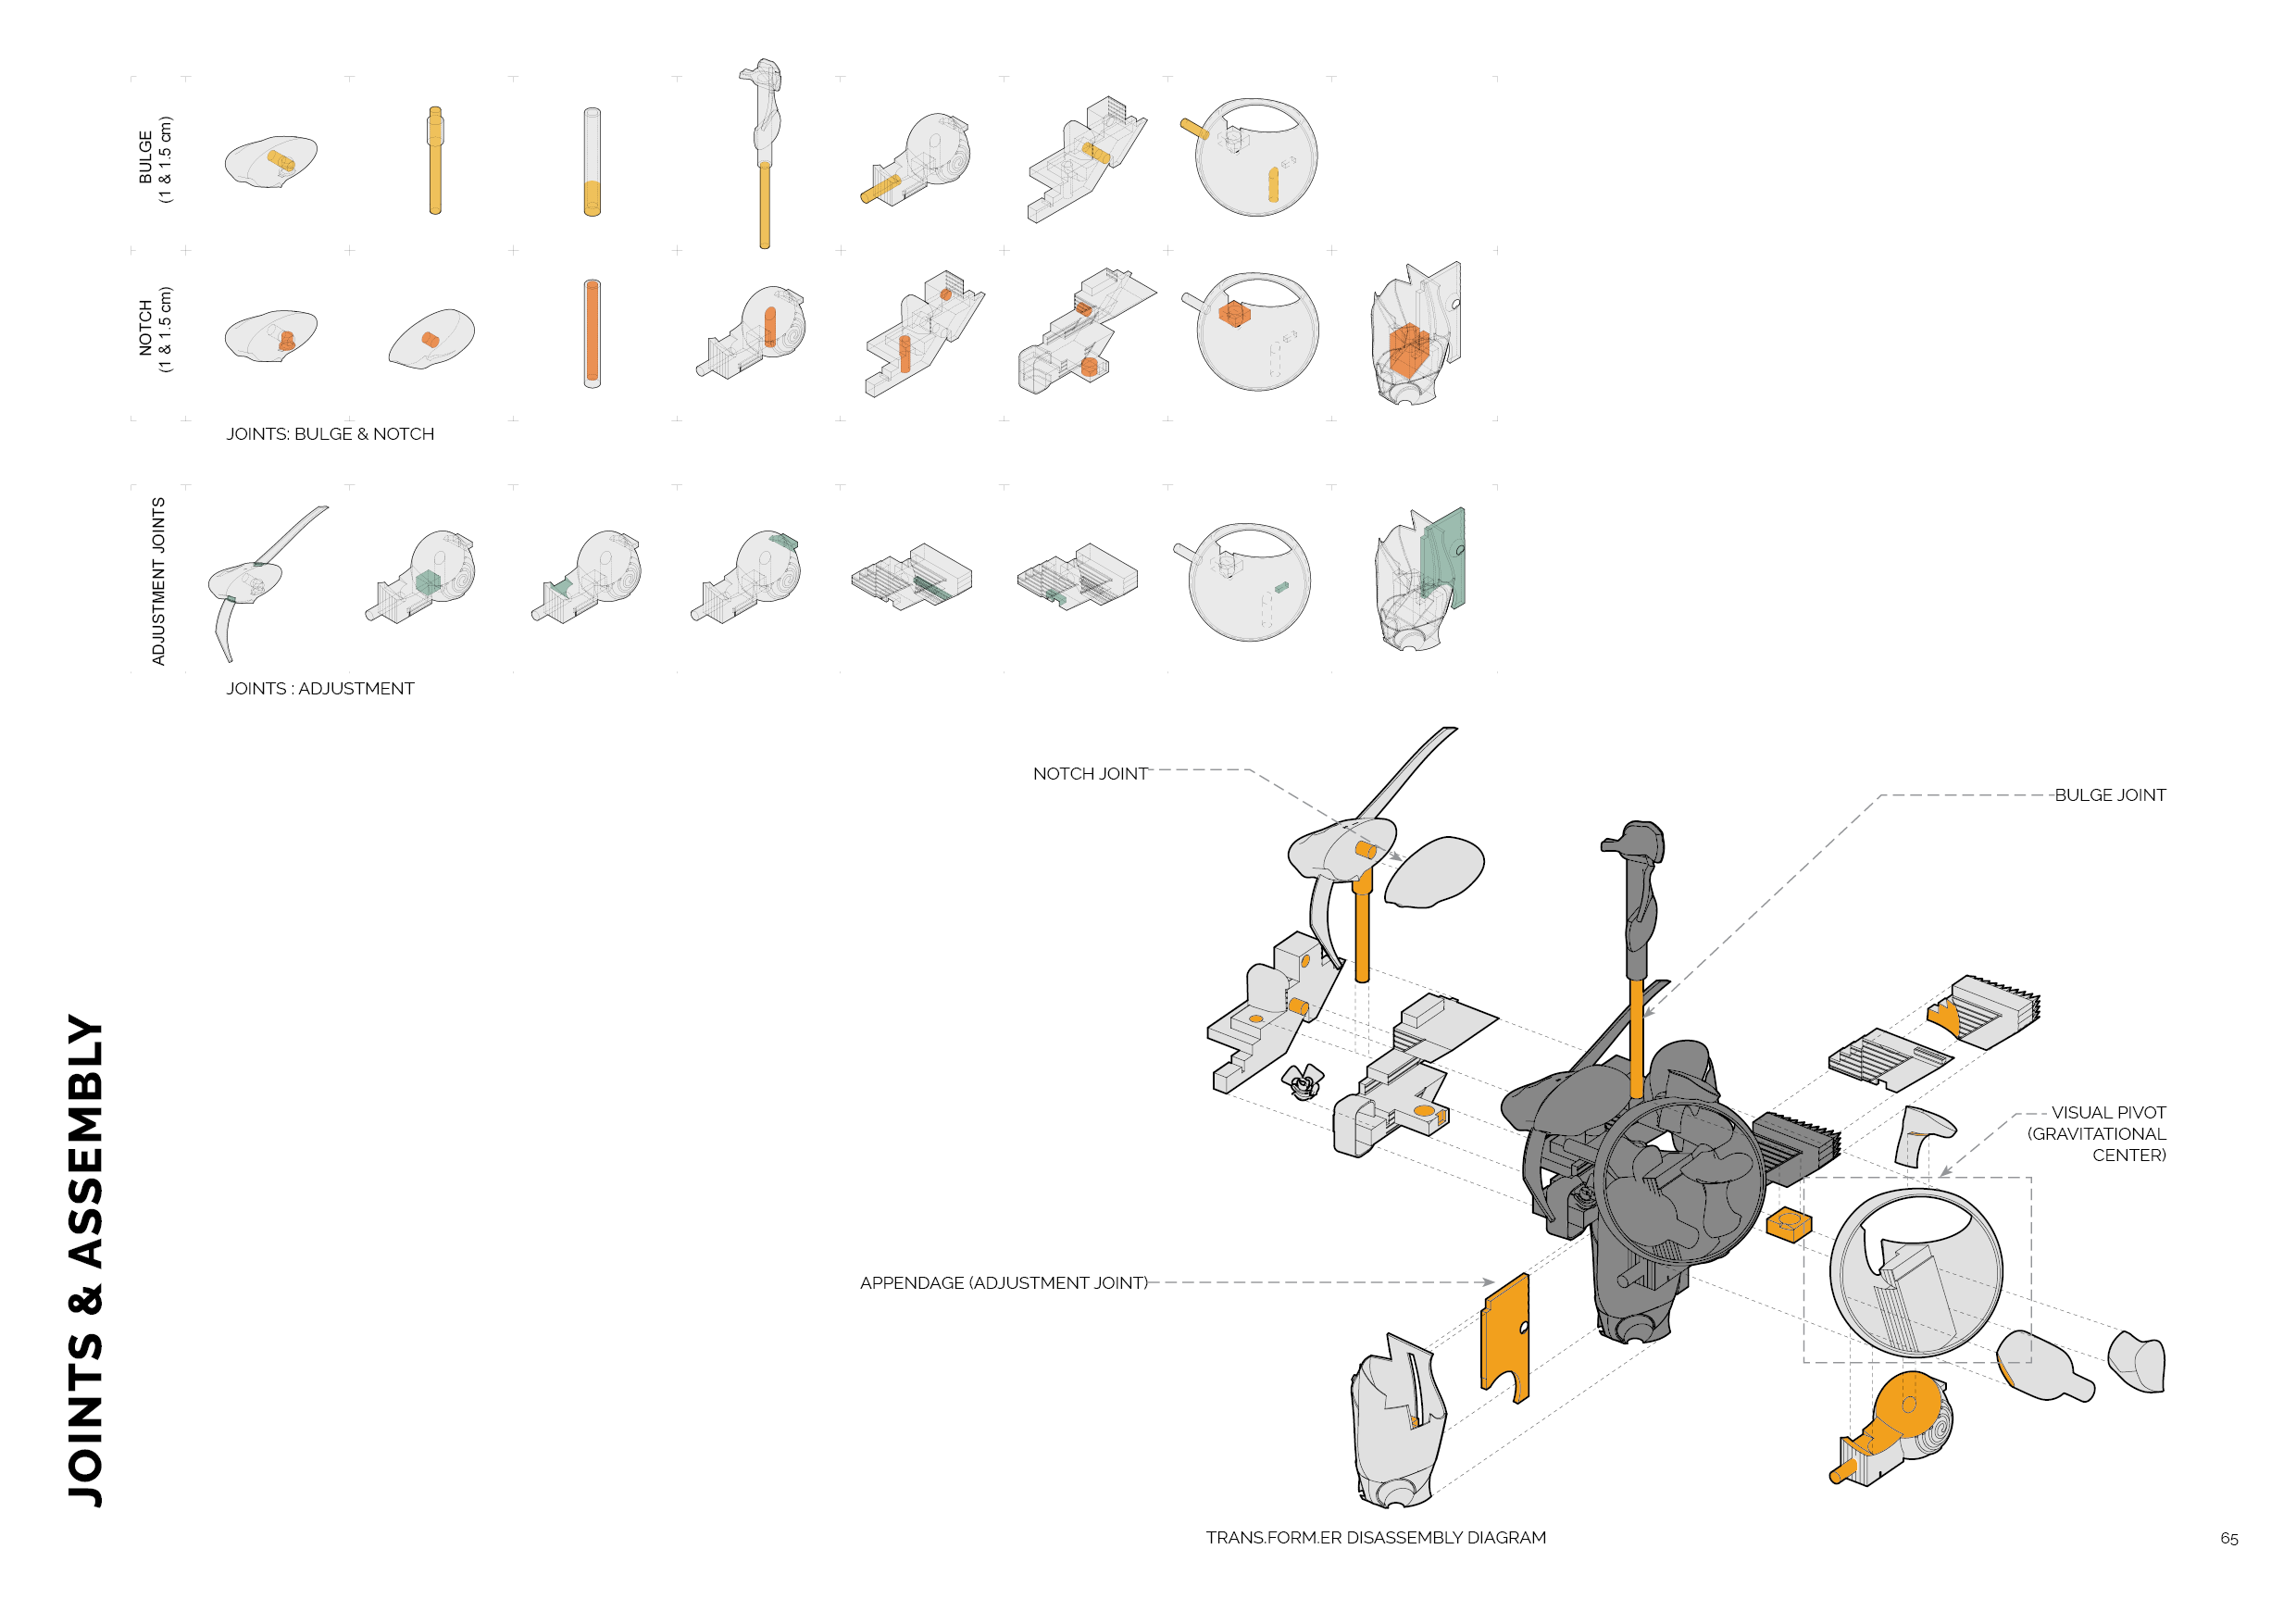 BULGE
(1 & 1.5 cm)
NOTCH
(1 & 1.5 cm)
JOINTS: BULGE & NOTCH
ADJUSTMENT JOINTS
JOINTS : ADJUSTMENT
NOTCH JOINT
BULGE JOINT
VISUAL PIVOT
(GRAVITATIONAL
CENTER)
APPENDAGE (ADJUSTMENT JOINT)
JOINTS & ASSEMBLY
TRANS.FORM.ER DISASSEMBLY DIAGRAM
65